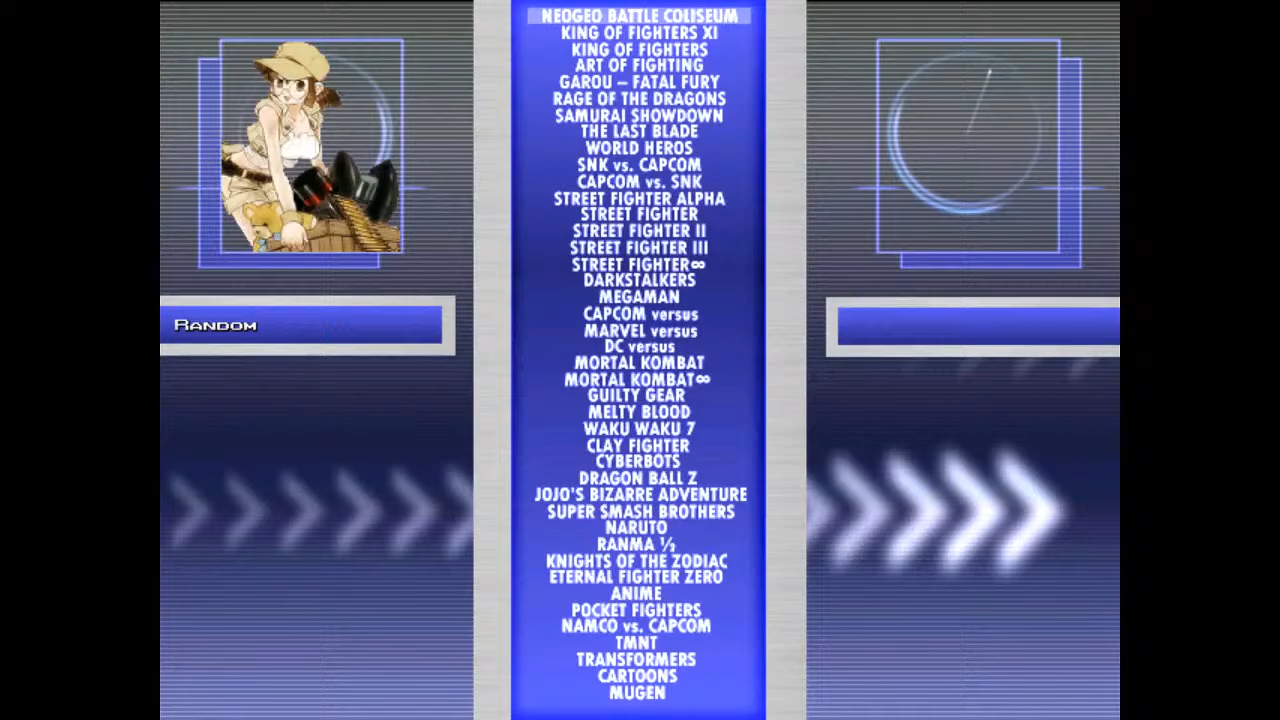 NEOGEO BATTLE COLISEUM
KING OF FIGHTERS XI
KING OF FIGHTERS
ART OF FIGHTING
GAROU – FATAL FURY
RAGE OF THE DRAGONS
SAMURAI SHOWDOWN
THE LAST BLADE
WORLD HEROS
SNK vs. CAPCOM
CAPCOM vs. SNK
STREET FIGHTER ALPHA
STREET FIGHTER
STREET FIGHTER II
STREET FIGHTER III
STREET FIGHTER∞
DARKSTALKERS
MEGAMAN
CAPCOM versus
MARVEL versus
DC versus
MORTAL KOMBAT
MORTAL KOMBAT∞
GUILTY GEAR
MELTY BLOOD
WAKU WAKU 7
CLAY FIGHTER
CYBERBOTS
DRAGON BALL Z
JOJO'S BIZARRE ADVENTURE
SUPER SMASH BROTHERS
NARUTO
RANMA ½
KNIGHTS OF THE ZODIAC
ETERNAL FIGHTER ZERO
ANIME
POCKET FIGHTERS
NAMCO vs. CAPCOM
TMNT
TRANSFORMERS
CARTOONS
MUGEN
RANDOM